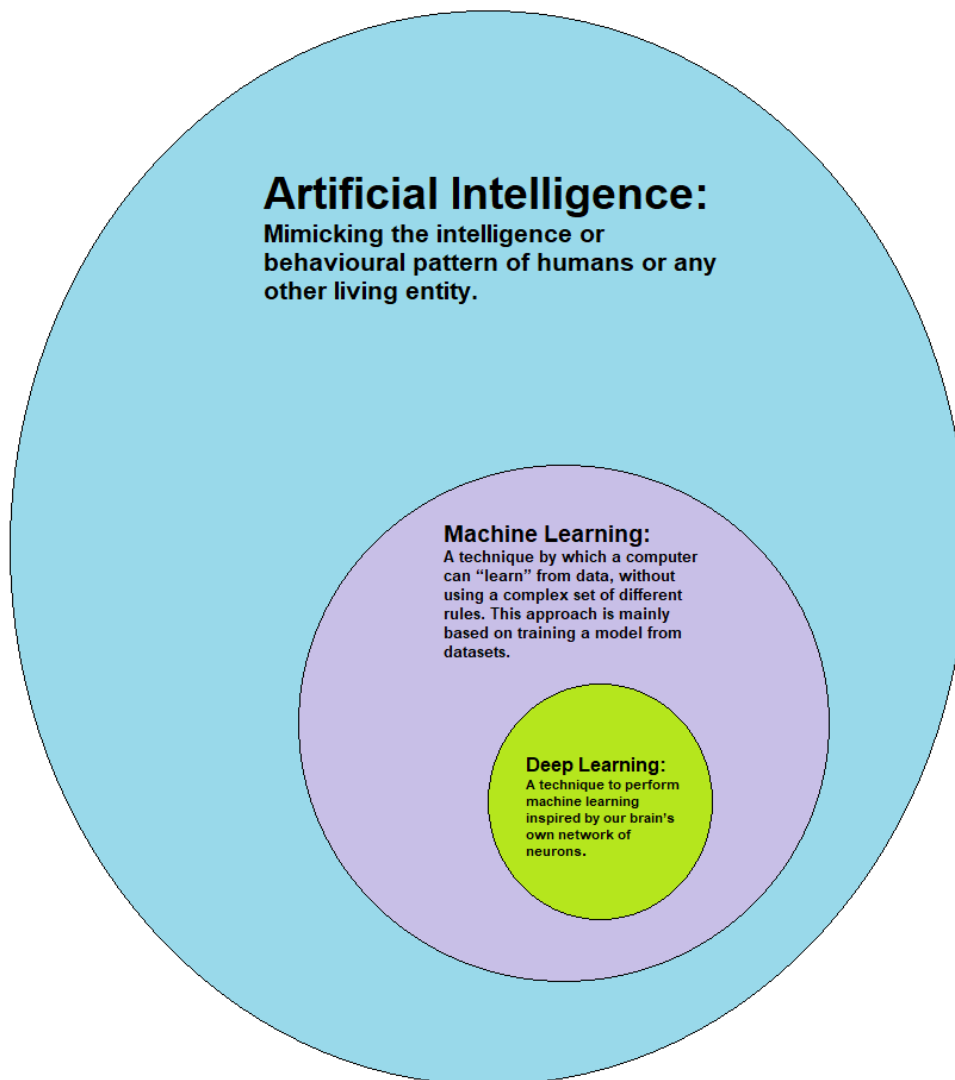 Artificial Intelligence:
Mimicking the intelligence or
behavioural pattern of humans or any
other living entity.
Machine Learning:
A technique by which a computer
can “learn” from data, without
using a complex set of different
rules. This approach is mainly
based on training a model from
datasets.
Deep Learning:
A technique to perform
machine learning
inspired by our brain’s
own network of
neurons.